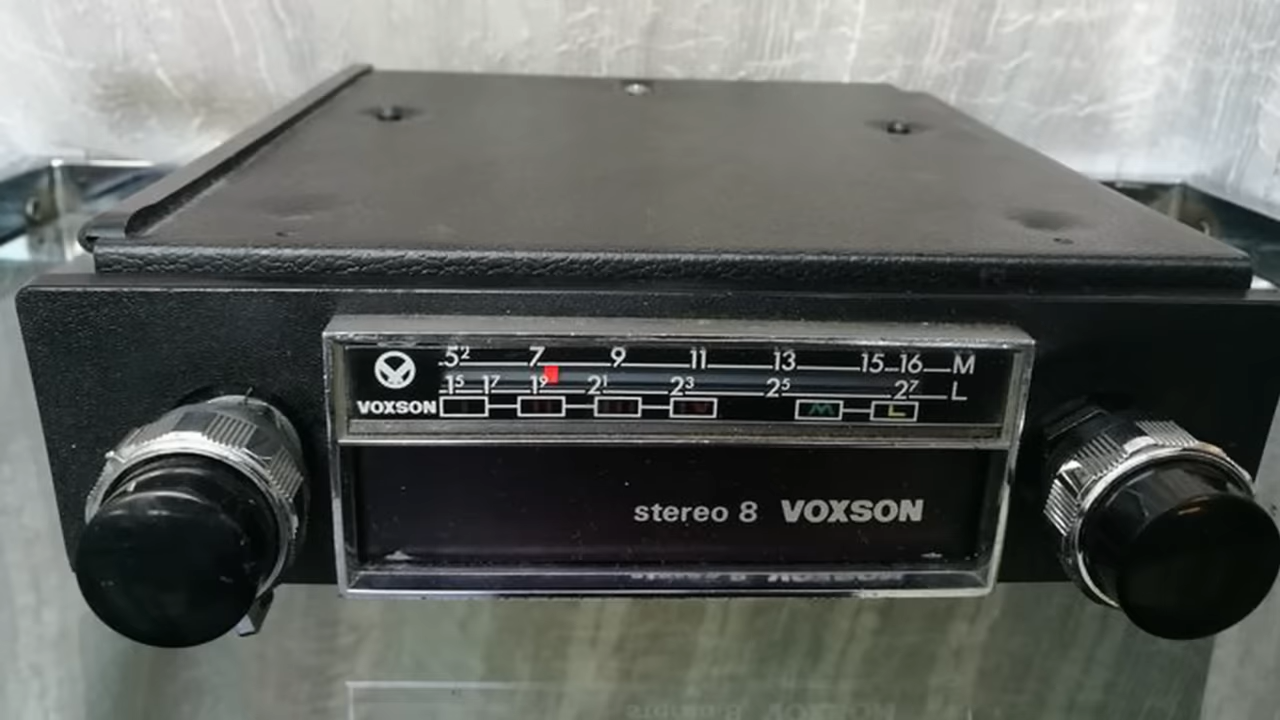 5² 7 9 11 13 15 16 M
1⁵ 1⁷ 1⁹ 2¹ 2³ 2⁵ 2⁷ L
VOXSON M L
stereo 8 VOXSON